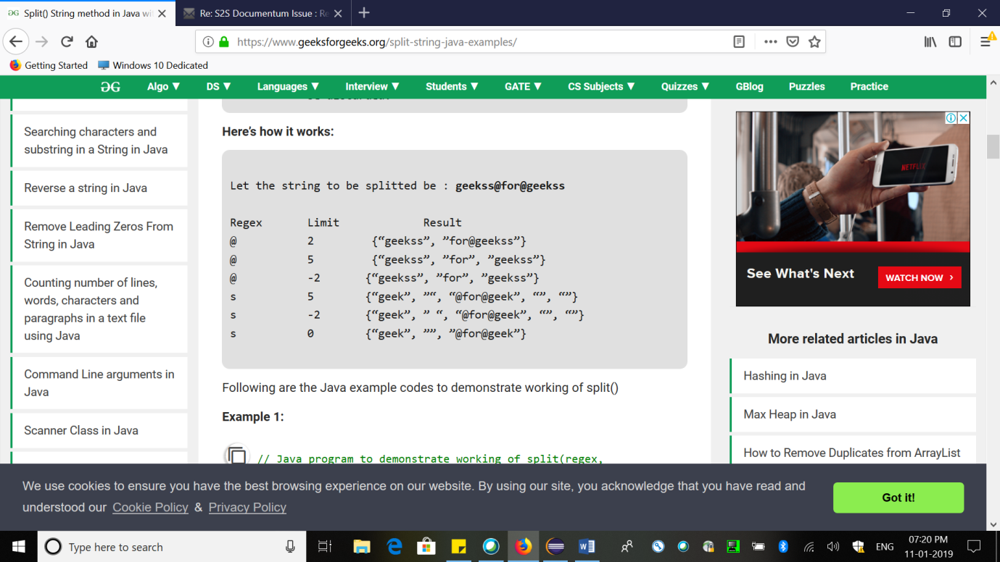 Split() String method in Java wi
Re: S2S Documentum Issue : Re
https://www.geeksforgeeks.org/split-string-java-examples/
Getting Started
Windows 10 Dedicated
Algo ▼
DS ▼
Languages ▼
Interview ▼
Students ▼
GATE ▼
CS Subjects ▼
Quizzes ▼
GBlog
Puzzles
Practice
Searching characters and
substring in a String in Java
Reverse a string in Java
Remove Leading Zeros From
String in Java
Counting number of lines,
words, characters and
paragraphs in a text file
using Java
Command Line arguments in
Java
Scanner Class in Java
Here’s how it works:
Let the string to be splitted be : geekss@for@geekss
Regex Limit Result
@ 2 {“geekss”, ”for@geekss”}
@ 5 {“geekss”, ”for”, ”geekss”}
@ -2 {“geekss”, ”for”, ”geekss”}
s 5 {“geek”, ”“, “@for@geek”, “”, “”}
s -2 {“geek”, ” “, “@for@geek”, “”, “”}
s 0 {“geek”, ””, ”@for@geek”}
Following are the Java example codes to demonstrate working of split()
Example 1:
// Java program to demonstrate working of split(regex,
NETFLIX
See What's Next
WATCH NOW ›
More related articles in Java
Hashing in Java
Max Heap in Java
How to Remove Duplicates from ArrayList
We use cookies to ensure you have the best browsing experience on our website. By using our site, you acknowledge that you have read and
understood our Cookie Policy & Privacy Policy
Got it!
Type here to search
ENG
07:20 PM
11-01-2019